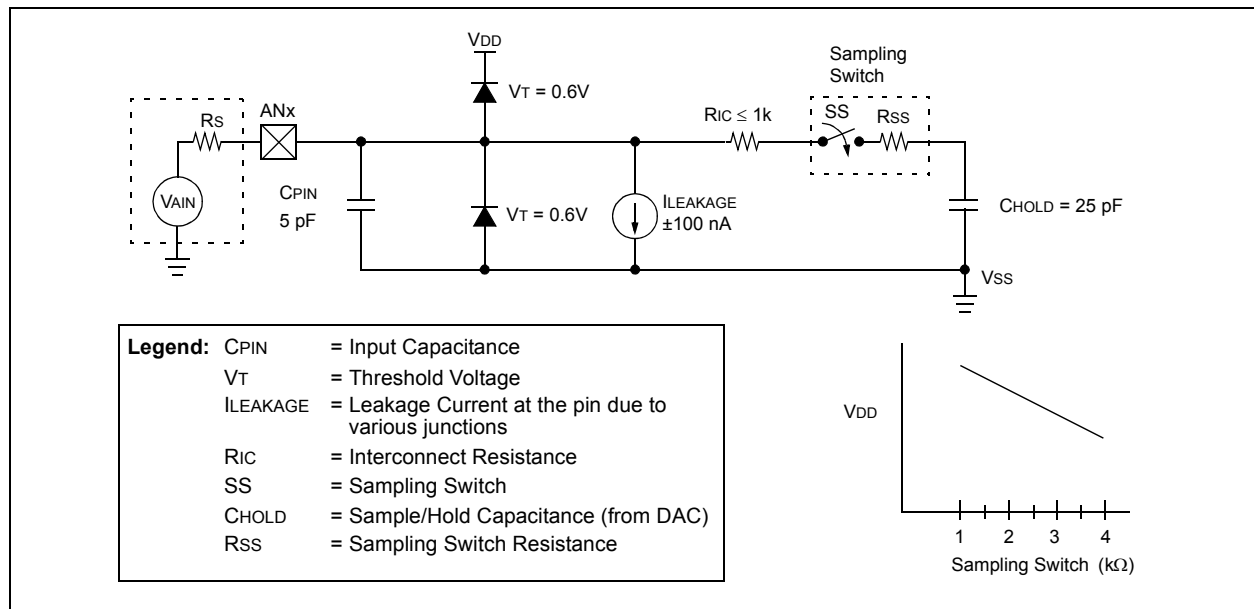 VDD
Sampling
Switch
VT = 0.6V
RS
ANx
RIC ≤ 1k
SS
RSS
VAIN
CPIN
5 pF
VT = 0.6V
ILEAKAGE
±100 nA
CHOLD = 25 pF
VSS
Legend: CPIN = Input Capacitance
VT = Threshold Voltage
ILEAKAGE = Leakage Current at the pin due to
various junctions
RIC = Interconnect Resistance
SS = Sampling Switch
CHOLD = Sample/Hold Capacitance (from DAC)
RSS = Sampling Switch Resistance
VDD
1 2 3 4
Sampling Switch (kΩ)